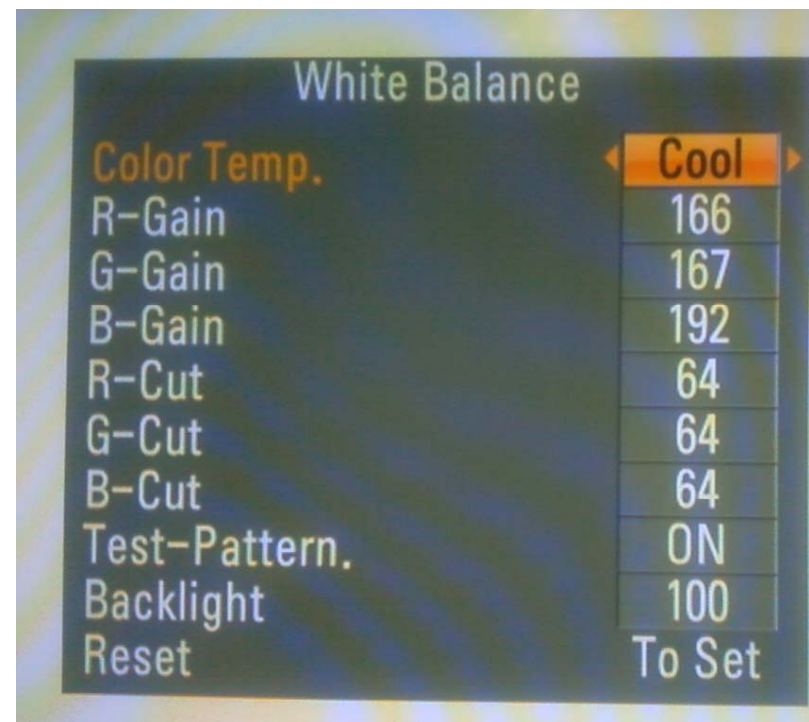 White Balance
Color Temp. Cool
R-Gain 166
G-Gain 167
B-Gain 192
R-Cut 64
G-Cut 64
B-Cut 64
Test-Pattern. ON
Backlight 100
Reset To Set